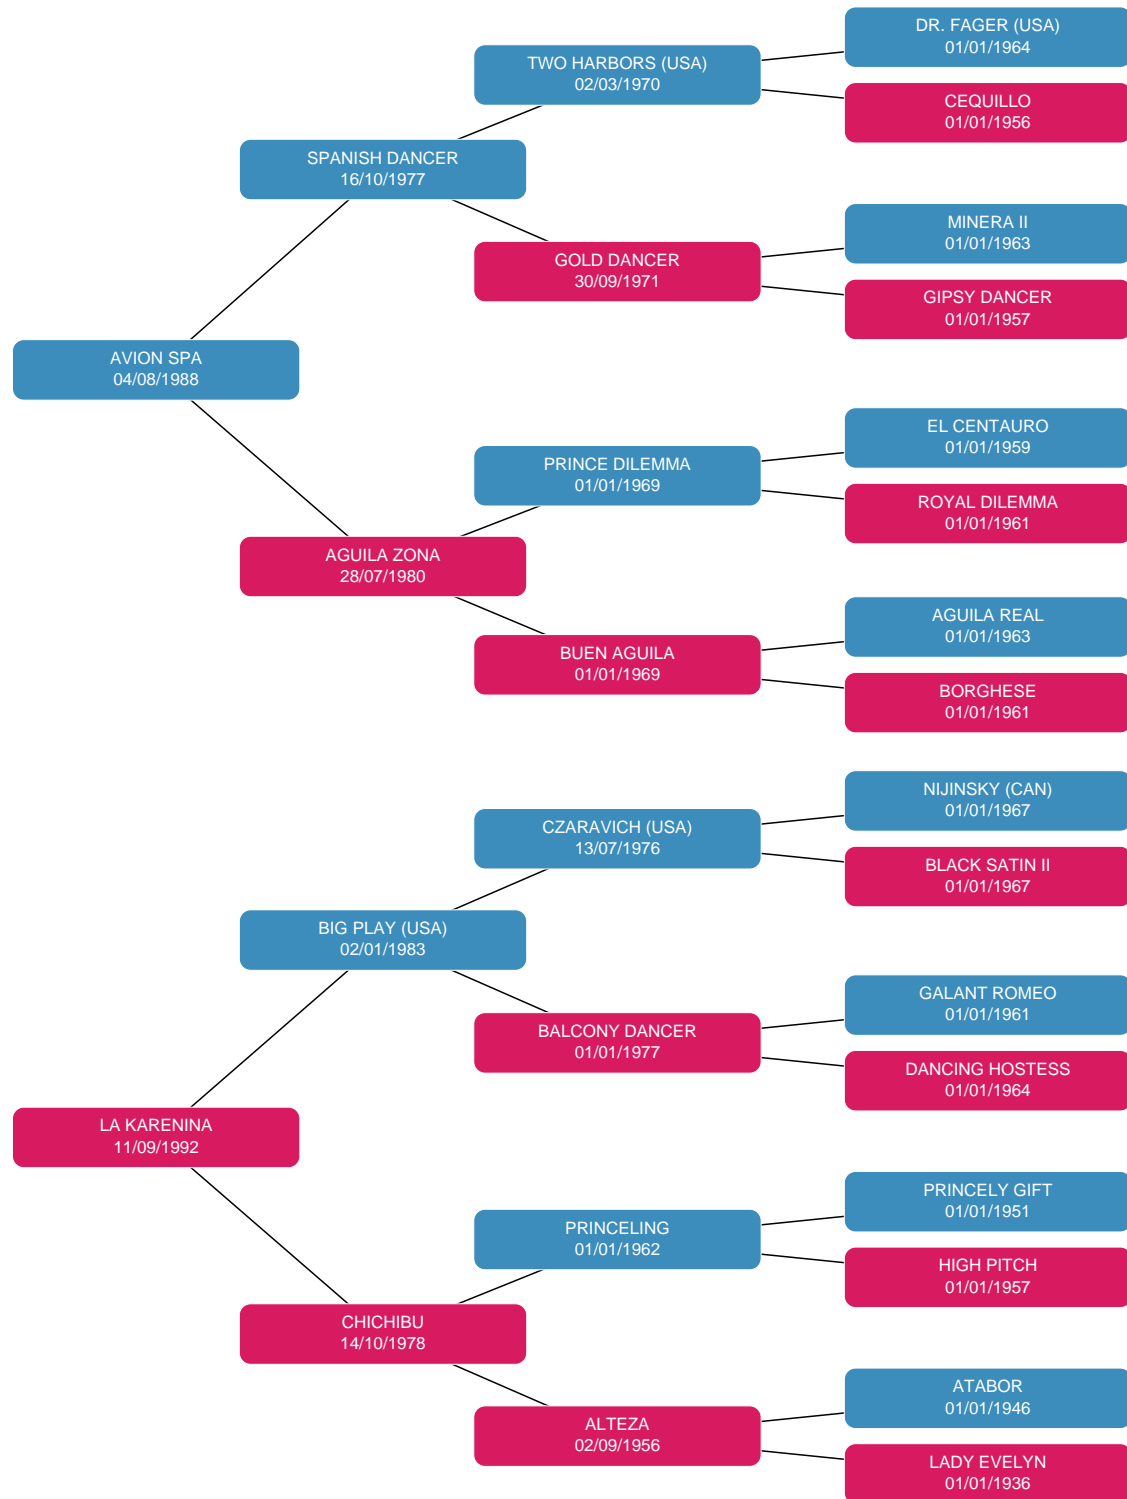 DR. FAGER (USA)
01/01/1964
TWO HARBORS (USA)
02/03/1970
CEQUILLO
01/01/1956
SPANISH DANCER
16/10/1977
MINERA II
01/01/1963
GOLD DANCER
30/09/1971
GIPSY DANCER
01/01/1957
AVION SPA
04/08/1988
EL CENTAURO
01/01/1959
PRINCE DILEMMA
01/01/1969
ROYAL DILEMMA
01/01/1961
AGUILA ZONA
28/07/1980
AGUILA REAL
01/01/1963
BUEN AGUILA
01/01/1969
BORGHESE
01/01/1961
NIJINSKY (CAN)
01/01/1967
CZARAVICH (USA)
13/07/1976
BLACK SATIN II
01/01/1967
BIG PLAY (USA)
02/01/1983
GALANT ROMEO
01/01/1961
BALCONY DANCER
01/01/1977
DANCING HOSTESS
01/01/1964
LA KARENINA
11/09/1992
PRINCELY GIFT
01/01/1951
PRINCELING
01/01/1962
HIGH PITCH
01/01/1957
CHICHIBU
14/10/1978
ATABOR
01/01/1946
ALTEZA
02/09/1956
LADY EVELYN
01/01/1936